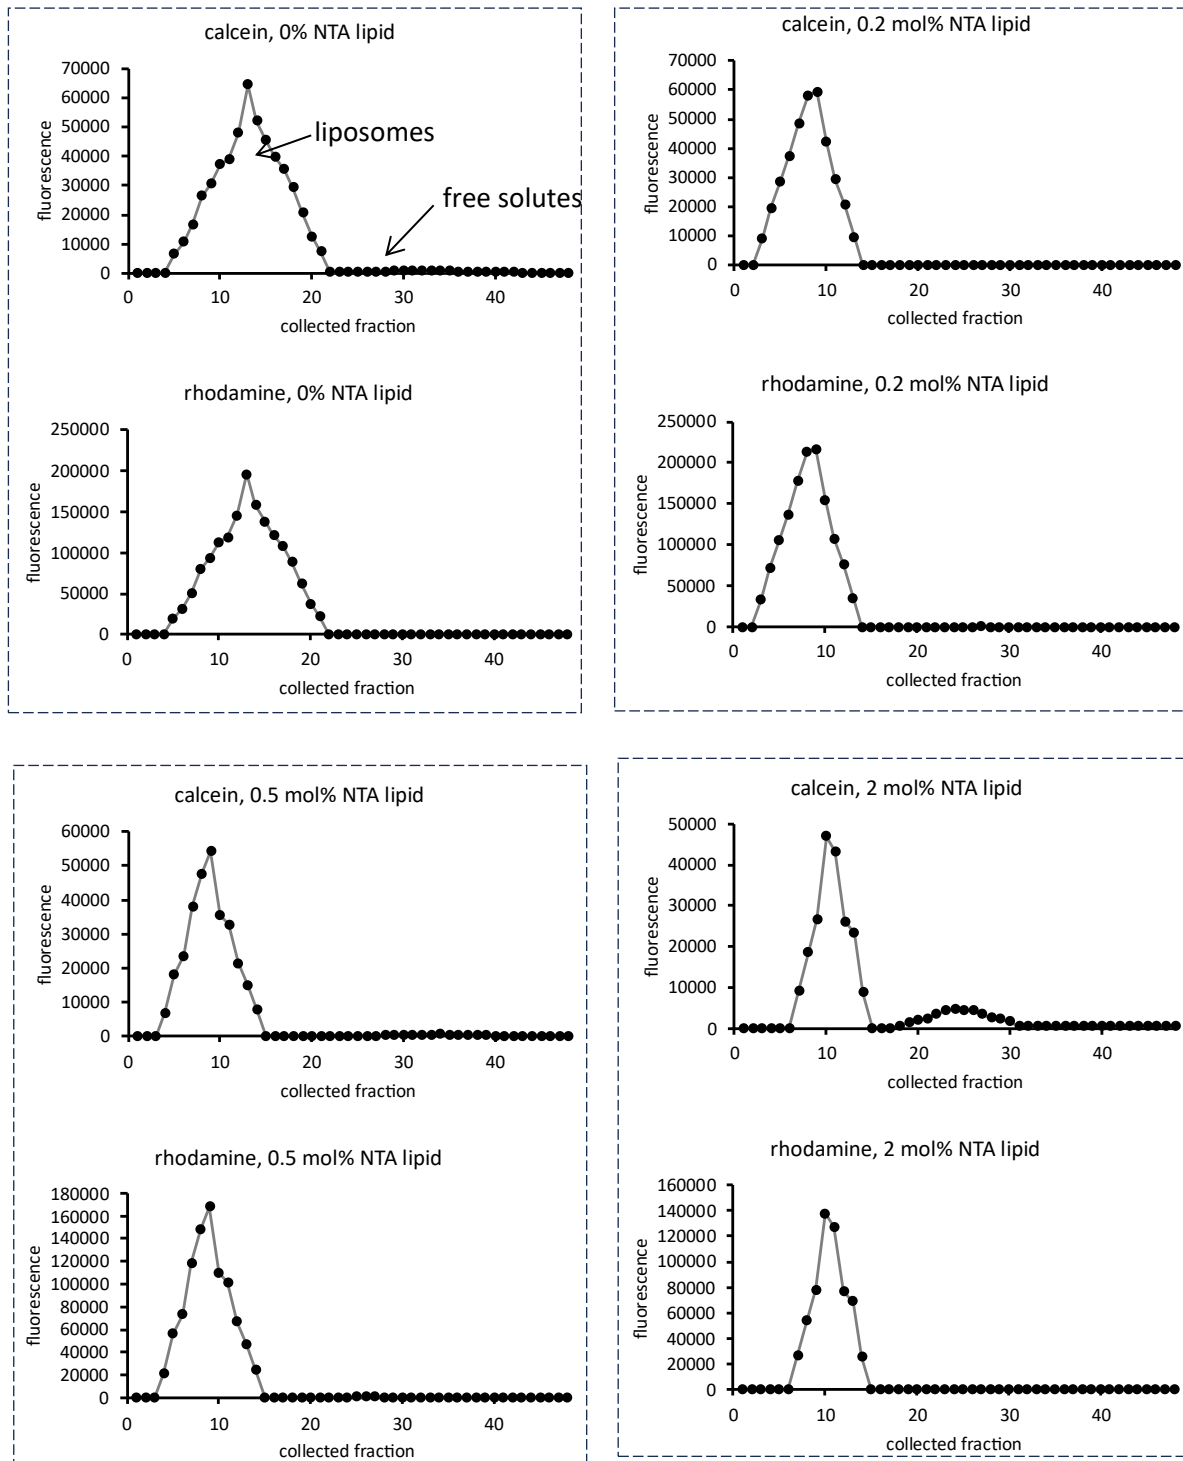 calcein, 0% NTA lipid
70000
60000
50000
40000
30000
20000
10000
0
fluorescence
liposomes
free solutes
0 10 20 30 40
collected fraction
rhodamine, 0% NTA lipid
250000
200000
150000
100000
50000
0
fluorescence
0 10 20 30 40
collected fraction
calcein, 0.2 mol% NTA lipid
70000
60000
50000
40000
30000
20000
10000
0
fluorescence
0 10 20 30 40
collected fraction
rhodamine, 0.2 mol% NTA lipid
250000
200000
150000
100000
50000
0
fluorescence
0 10 20 30 40
collected fraction
calcein, 0.5 mol% NTA lipid
60000
50000
40000
30000
20000
10000
0
fluorescence
0 10 20 30 40
collected fraction
rhodamine, 0.5 mol% NTA lipid
180000
160000
140000
120000
100000
80000
60000
40000
20000
0
fluorescence
0 10 20 30 40
collected fraction
calcein, 2 mol% NTA lipid
50000
40000
30000
20000
10000
0
fluorescence
0 10 20 30 40
collected fraction
rhodamine, 2 mol% NTA lipid
160000
140000
120000
100000
80000
60000
40000
20000
0
fluorescence
0 10 20 30 40
collected fraction